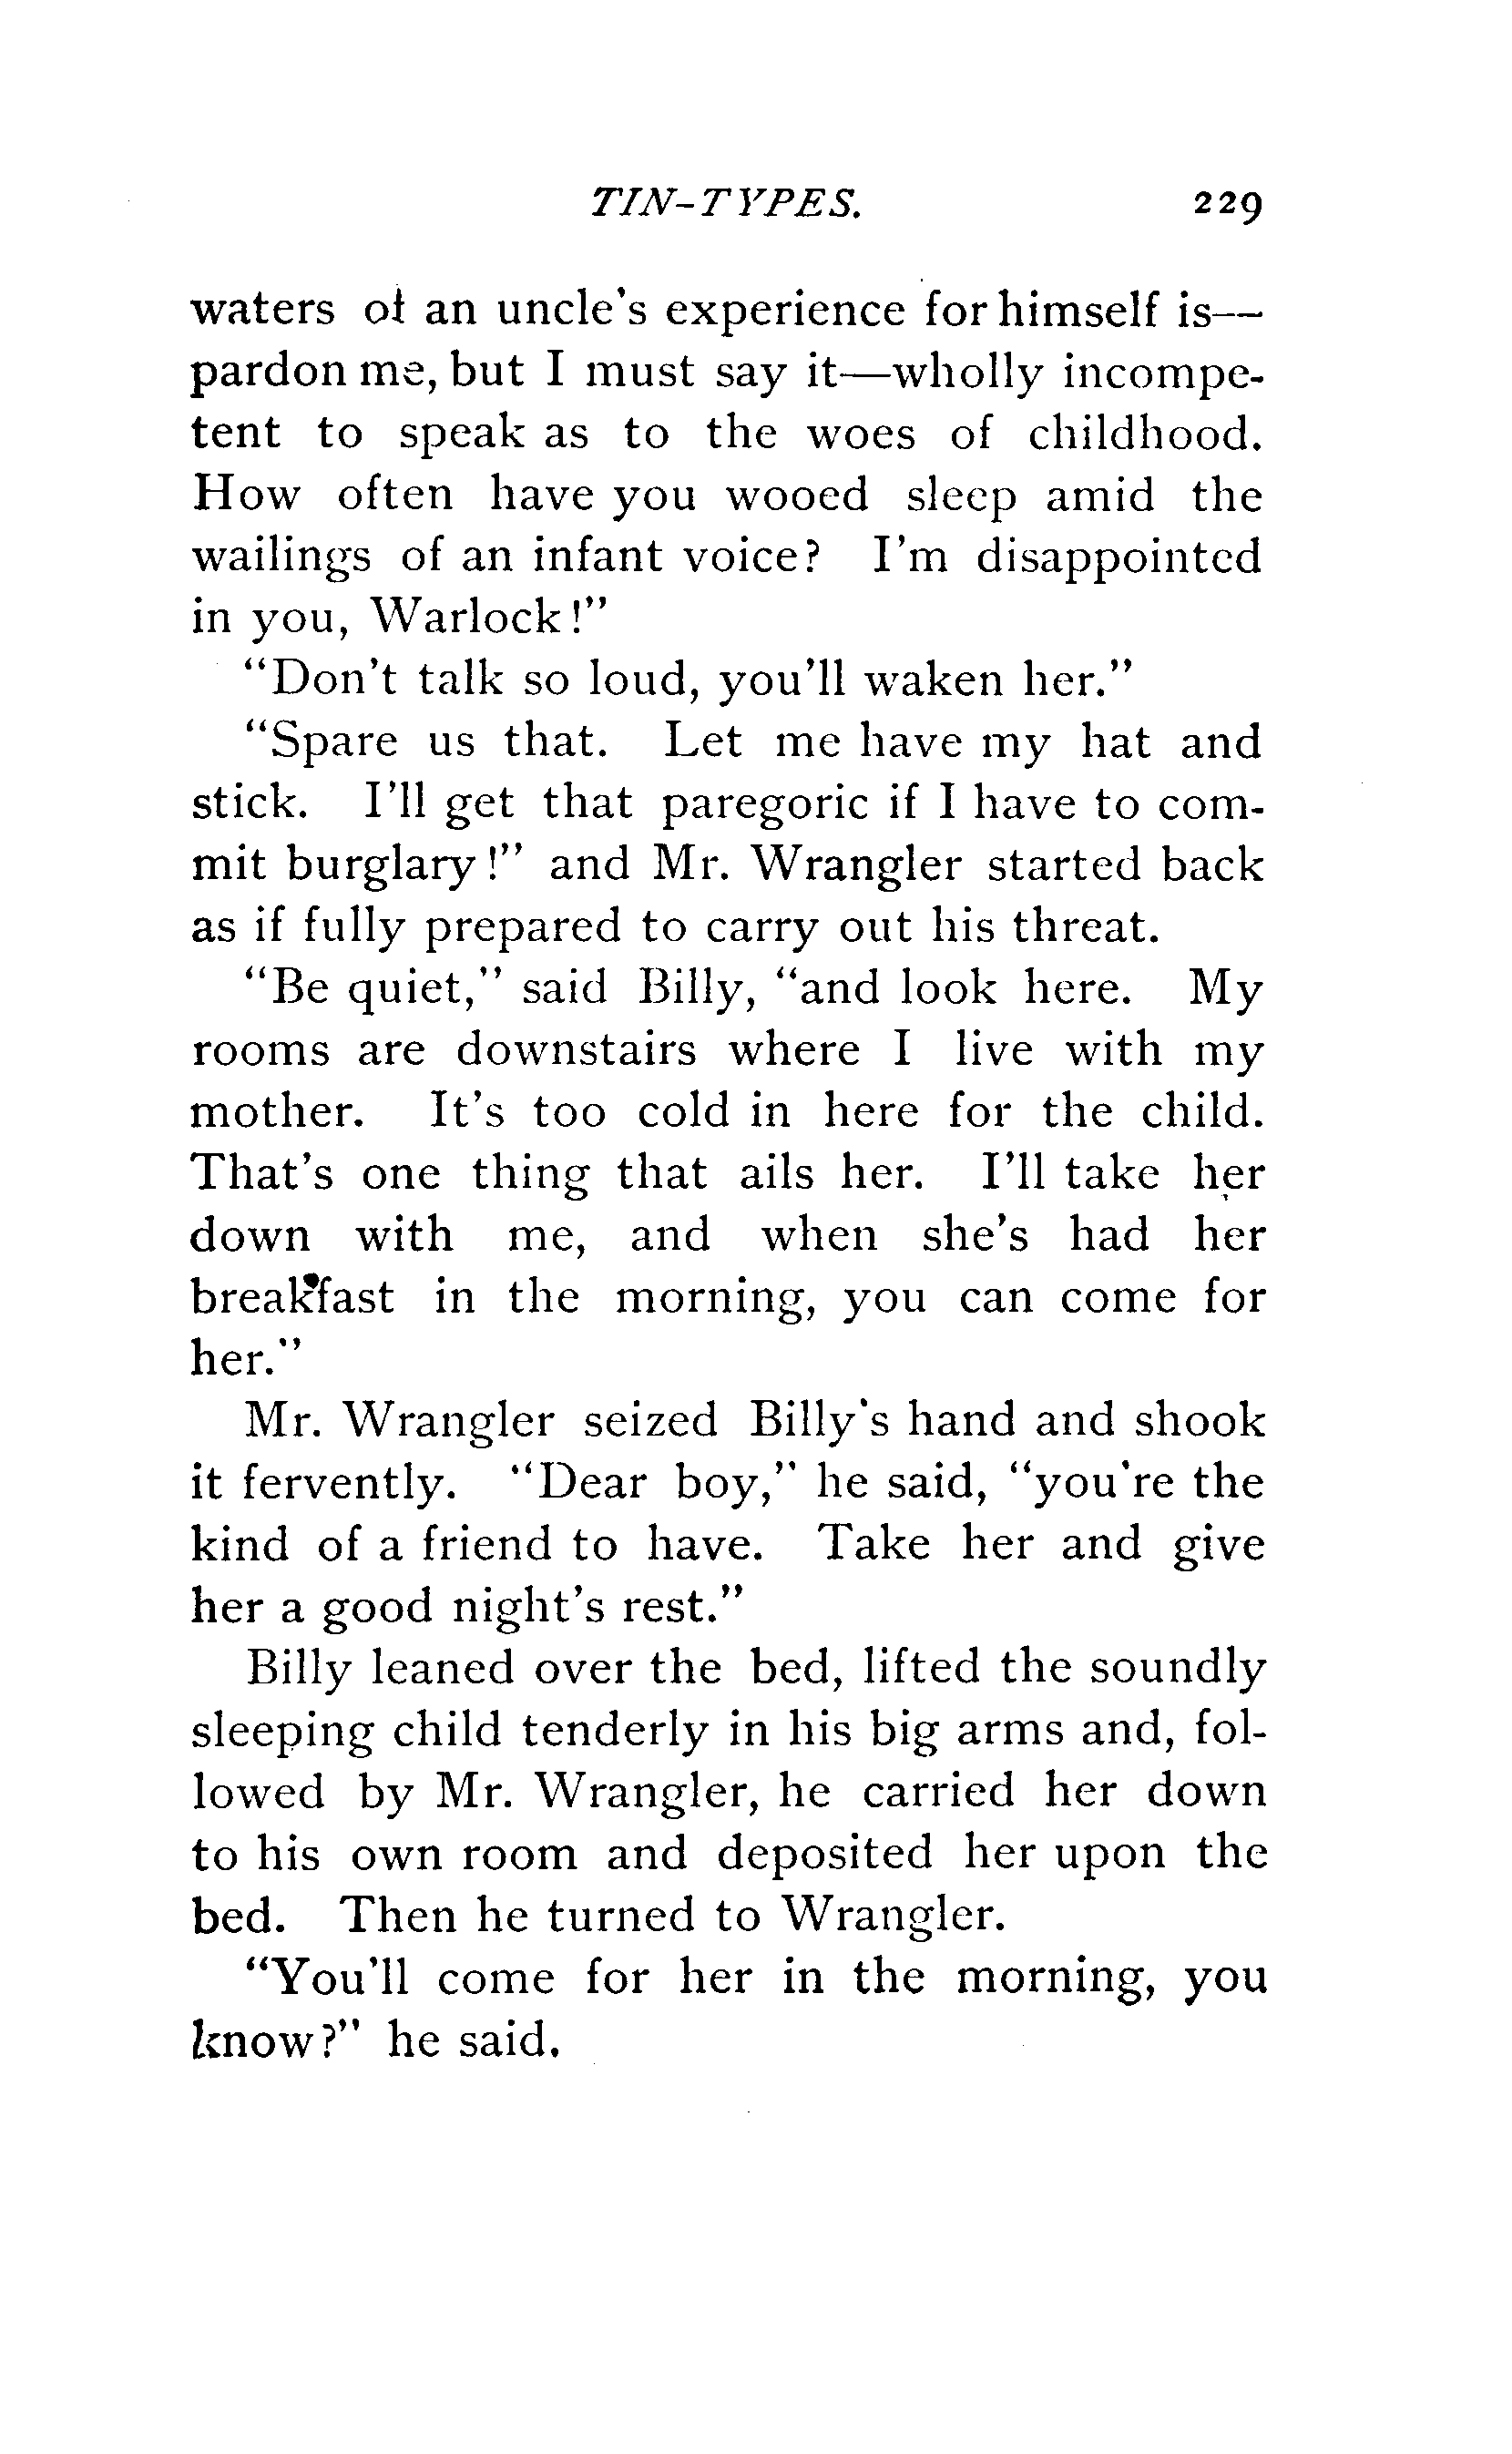 TIN-TYPES. 229
waters of an uncle's experience for himself is—
pardon me, but I must say it—wholly incompe-
tent to speak as to the woes of childhood.
How often have you wooed sleep amid the
wailings of an infant voice? I'm disappointed
in you, Warlock!"
"Don't talk so loud, you'll waken her."
"Spare us that. Let me have my hat and
stick. I'll get that paregoric if I have to com-
mit burglary!" and Mr. Wrangler started back
as if fully prepared to carry out his threat.
"Be quiet," said Billy, "and look here. My
rooms are downstairs where I live with my
mother. It's too cold in here for the child.
That's one thing that ails her. I'll take her
down with me, and when she's had her
breakfast in the morning, you can come for
her."
Mr. Wrangler seized Billy's hand and shook
it fervently. "Dear boy," he said, "you're the
kind of a friend to have. Take her and give
her a good night's rest."
Billy leaned over the bed, lifted the soundly
sleeping child tenderly in his big arms and, fol-
lowed by Mr. Wrangler, he carried her down
to his own room and deposited her upon the
bed. Then he turned to Wrangler.
"You'll come for her in the morning, you
know?" he said.